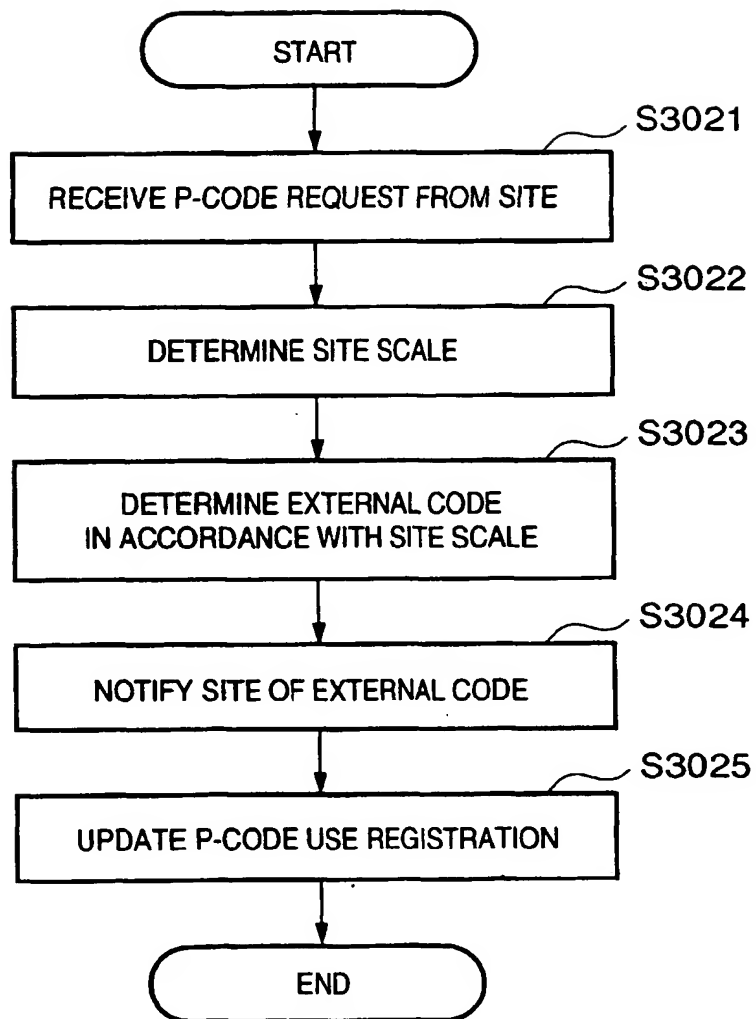 START
S3021
RECEIVE P-CODE REQUEST FROM SITE
S3022
DETERMINE SITE SCALE
S3023
DETERMINE EXTERNAL CODE
IN ACCORDANCE WITH SITE SCALE
S3024
NOTIFY SITE OF EXTERNAL CODE
S3025
UPDATE P-CODE USE REGISTRATION
END